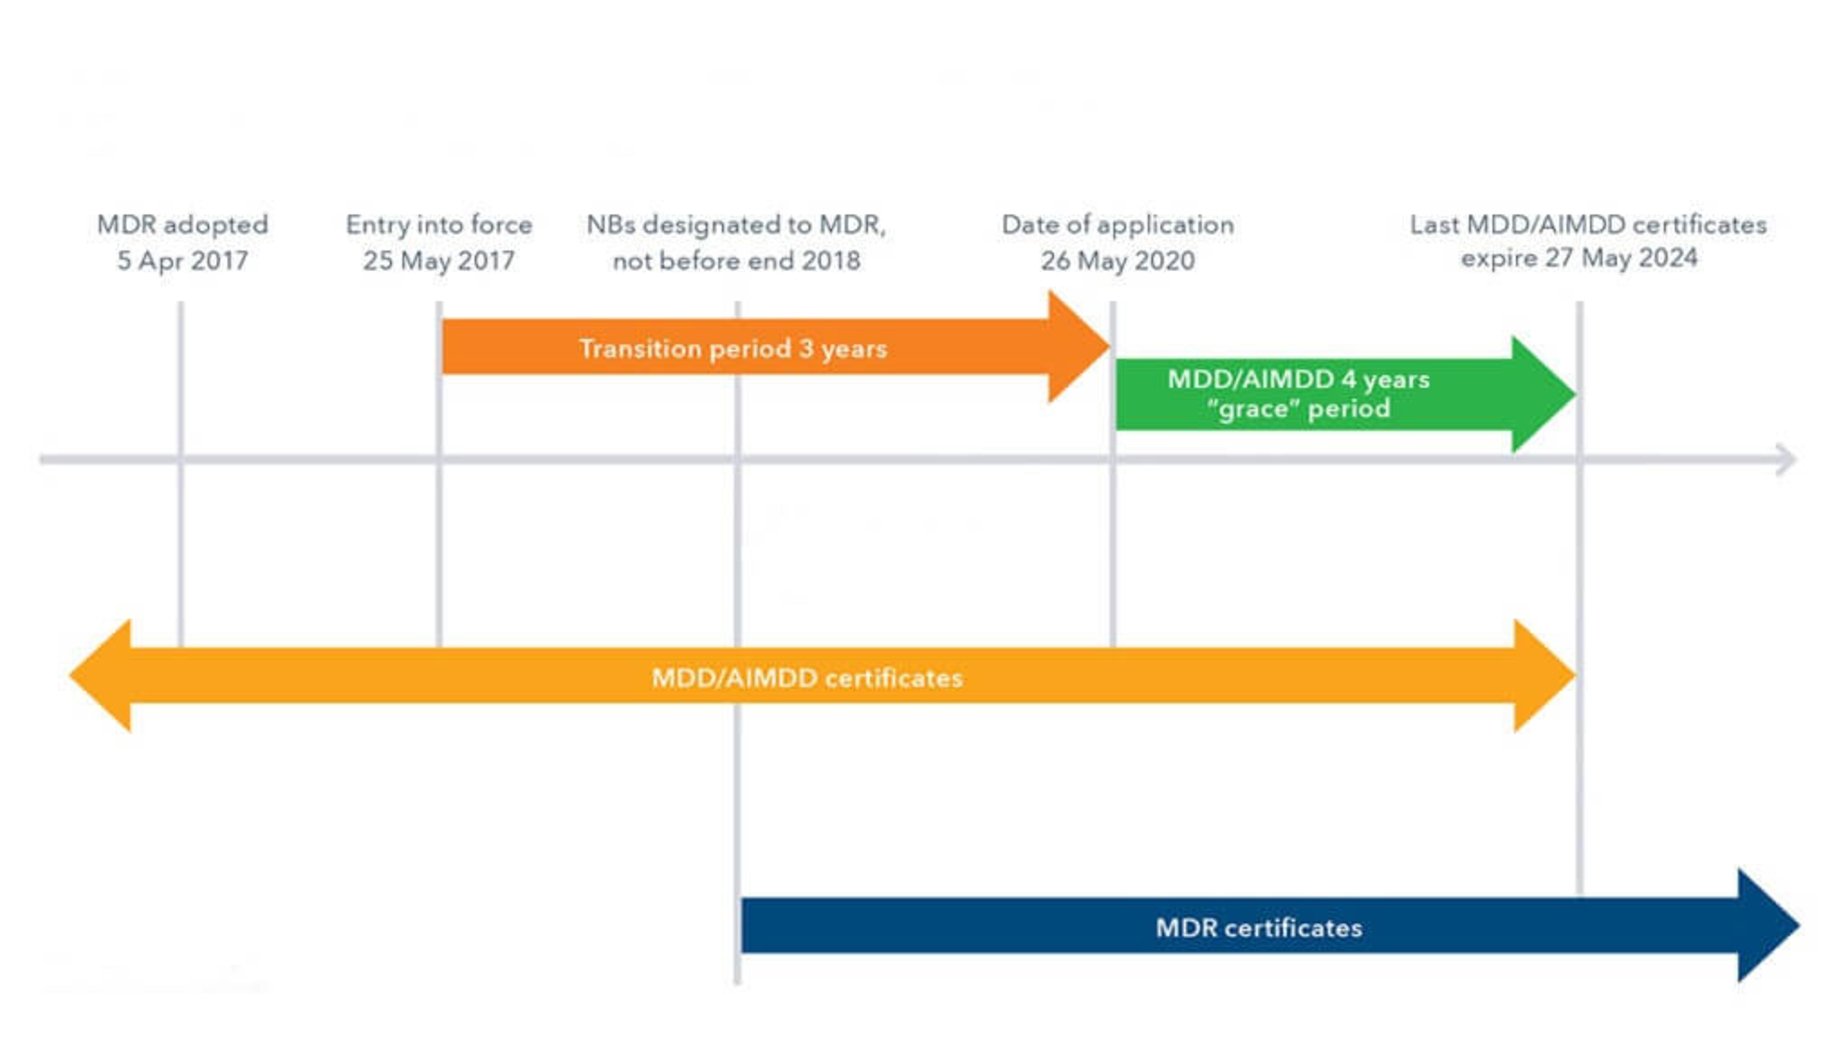 MDR adopted
5 Apr 2017
Entry into force
25 May 2017
NBs designated to MDR,
not before end 2018
Date of application
26 May 2020
Last MDD/AIMDD certificates
expire 27 May 2024
Transition period 3 years
MDD/AIMDD 4 years
“grace” period
MDD/AIMDD certificates
MDR certificates